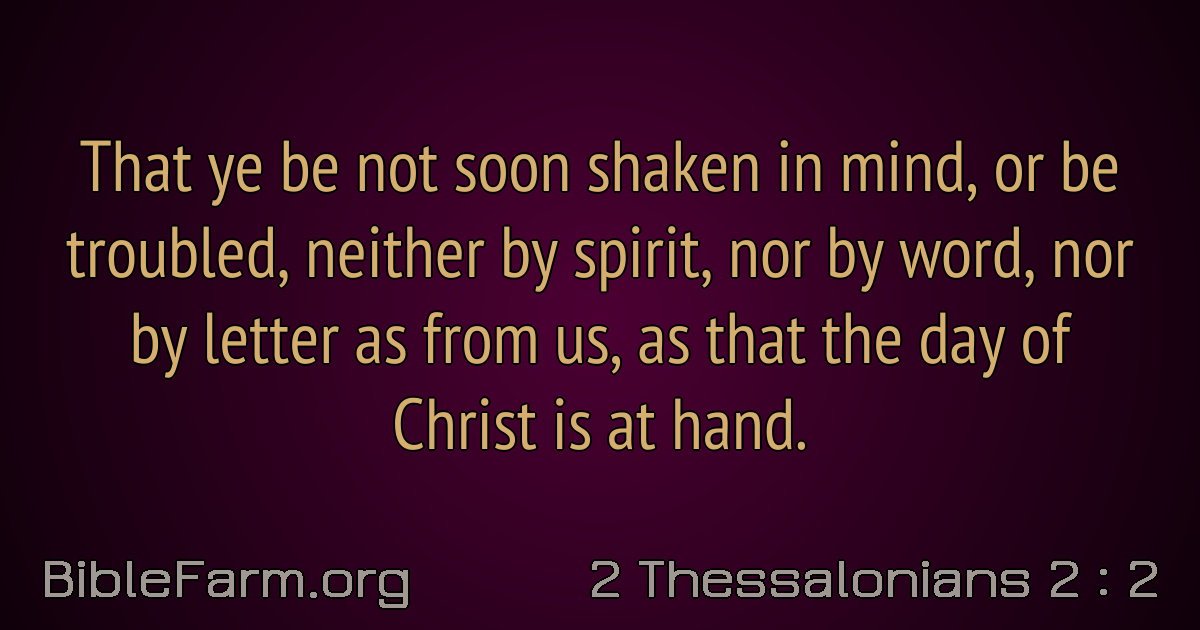 That ye be not soon shaken in mind, or be
troubled, neither by spirit, nor by word, nor
by letter as from us, as that the day of
Christ is at hand.
BibleFarm.org
2 Thessalonians 2 : 2